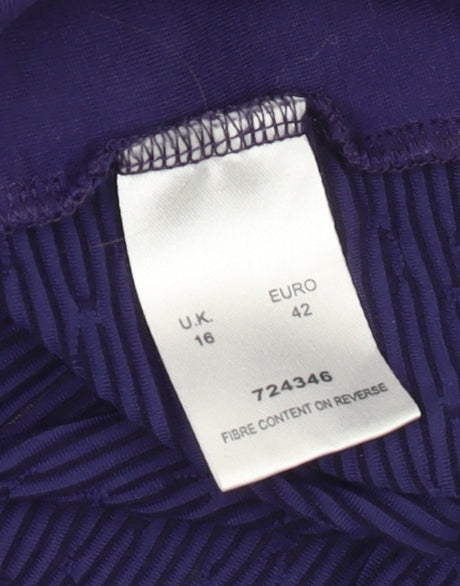 U.K. EURO
16 42
724346
FIBRE CONTENT ON REVERSE